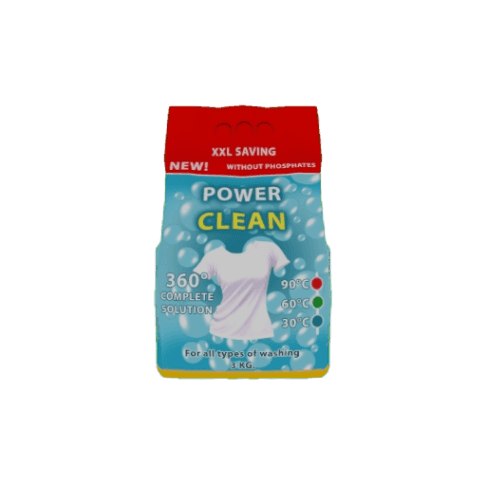 XXL SAVING
NEW! WITHOUT PHOSPHATES
POWER
CLEAN
360°
COMPLETE
SOLUTION
90°C
60°C
30°C
For all types of washing
3 KG